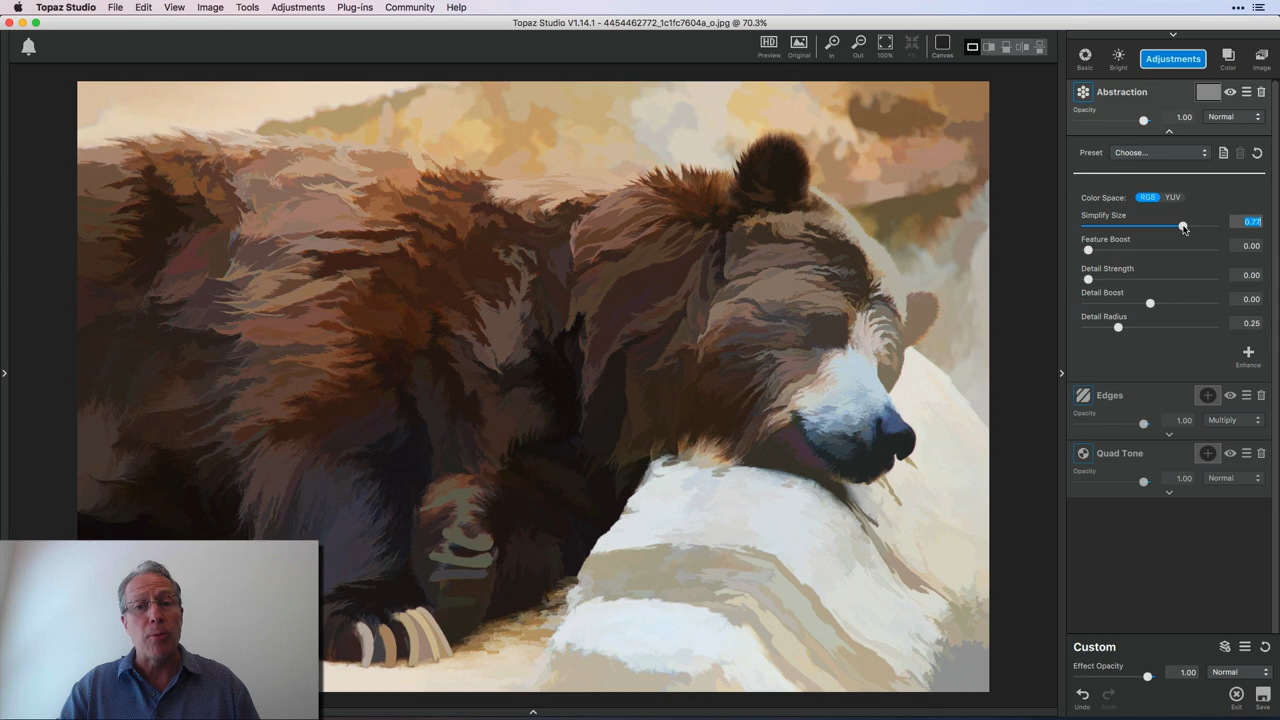 Topaz Studio File Edit View Image Tools Adjustments Plug-ins Community Help
Topaz Studio V1.14.1 - 4454462772_1c1fc7604a_o.jpg @ 70.3%
HD
Preview Original In Out 100% Canvas
Basic Bright Adjustments Color Image
Abstraction
Opacity 1.00 Normal
Preset Choose...
Color Space: RGB YUV
Simplify Size 0.77
Feature Boost 0.00
Detail Strength 0.00
Detail Boost 0.00
Detail Radius 0.25
Enhance
Edges
Opacity 1.00 Multiply
Quad Tone
Opacity 1.00 Normal
Custom
Effect Opacity 1.00 Normal
Undo Redo Exit Save